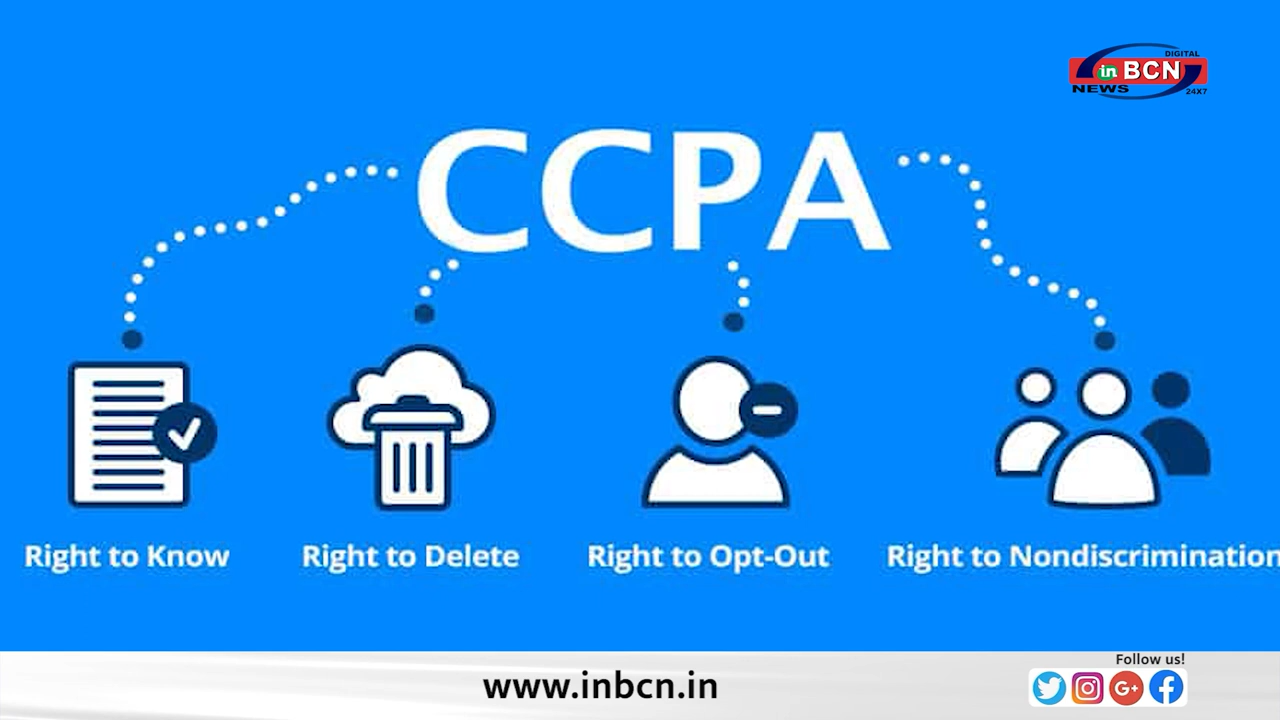 DIGITAL
in BCN
NEWS 24X7
CCPA
Right to Know
Right to Delete
Right to Opt-Out
Right to Nondiscrimination
Follow us!
www.inbcn.in
G+